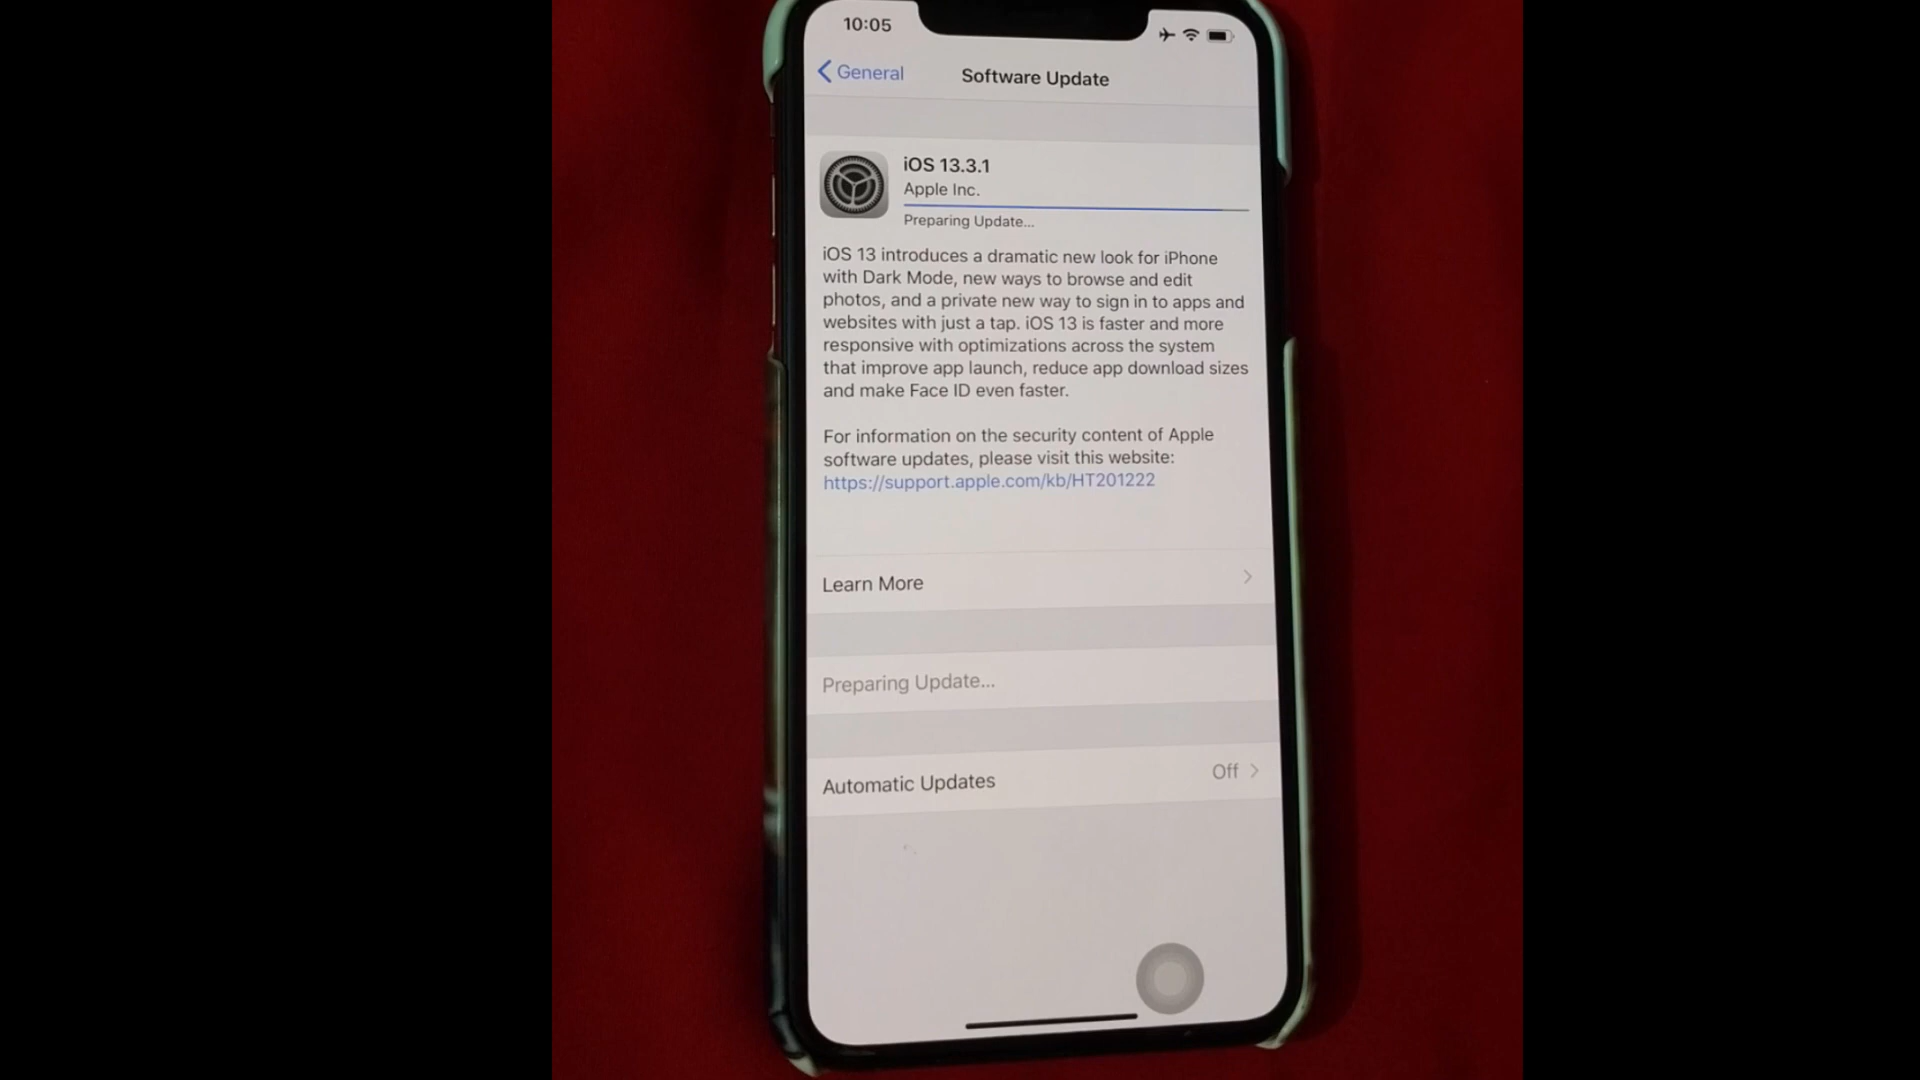 10:05
General
Software Update
iOS 13.3.1
Apple Inc.
Preparing Update...
iOS 13 introduces a dramatic new look for iPhone
with Dark Mode, new ways to browse and edit
photos, and a private new way to sign in to apps and
websites with just a tap. iOS 13 is faster and more
responsive with optimizations across the system
that improve app launch, reduce app download sizes
and make Face ID even faster.
For information on the security content of Apple
software updates, please visit this website:
https://support.apple.com/kb/HT201222
Learn More
Preparing Update...
Automatic Updates Off